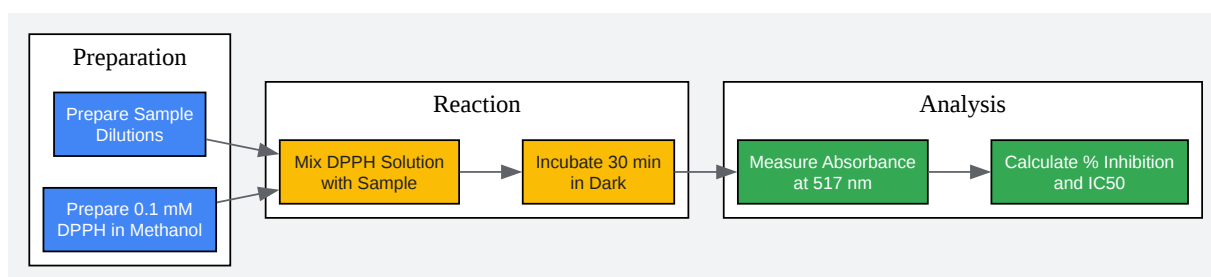 Preparation
Prepare Sample
Dilutions
Prepare 0.1 mM
DPPH in Methanol
Reaction
Mix DPPH Solution
with Sample
Incubate 30 min
in Dark
Analysis
Measure Absorbance
at 517 nm
Calculate % Inhibition
and IC50